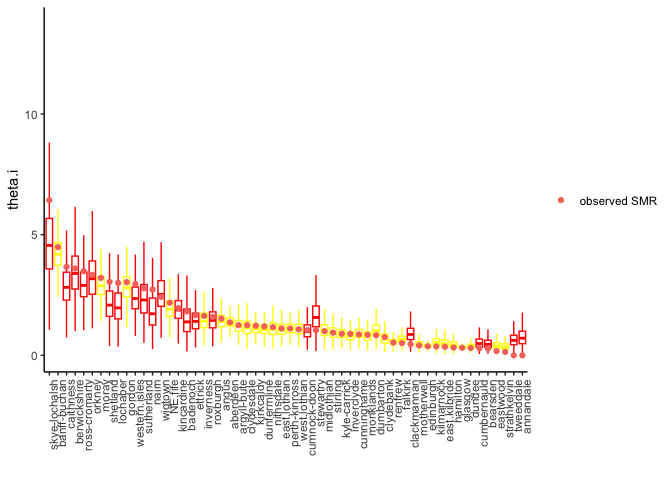 theta.i
10
5
0
skye-lochalsh
banff-buchan
caithness
berwickshire
ross-cromarty
orkney
moray
shetland
lochaber
gordon
western.isles
sutherland
nairn
wigtown
NE.fife
kincardine
badenoch
ettrick
inverness
roxburgh
angus
aberdeen
argyll-bute
clydesdale
kirkcaldy
dunfermline
nithsdale
east.lothian
perth-kinross
west.lothian
cumnock-doon
stewartry
midlothian
stirling
kyle-carrick
inverclyde
cunninghame
monklands
dumbarton
clydebank
renfrew
falkirk
clackmannan
motherwell
edinburgh
kilmarnock
east.kilbride
hamilton
glasgow
dundee
cumbernauld
bearsden
eastwood
strathkelvin
tweeddale
annandale
observed SMR